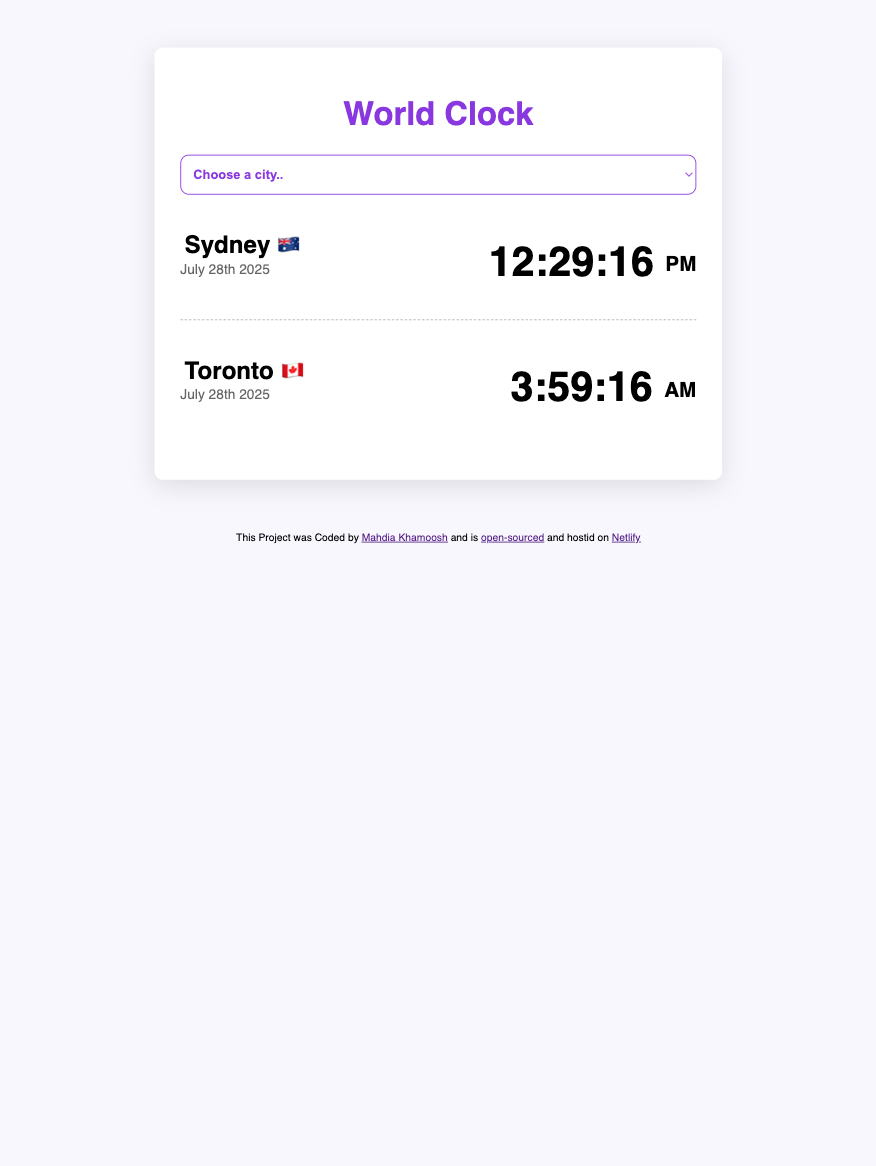 World Clock
Choose a city..
Sydney 🇦🇺
July 28th 2025
12:29:16 PM
Toronto 🇨🇦
July 28th 2025
3:59:16 AM
This Project was Coded by Mahdia Khamoosh and is open-sourced and hostid on Netlify